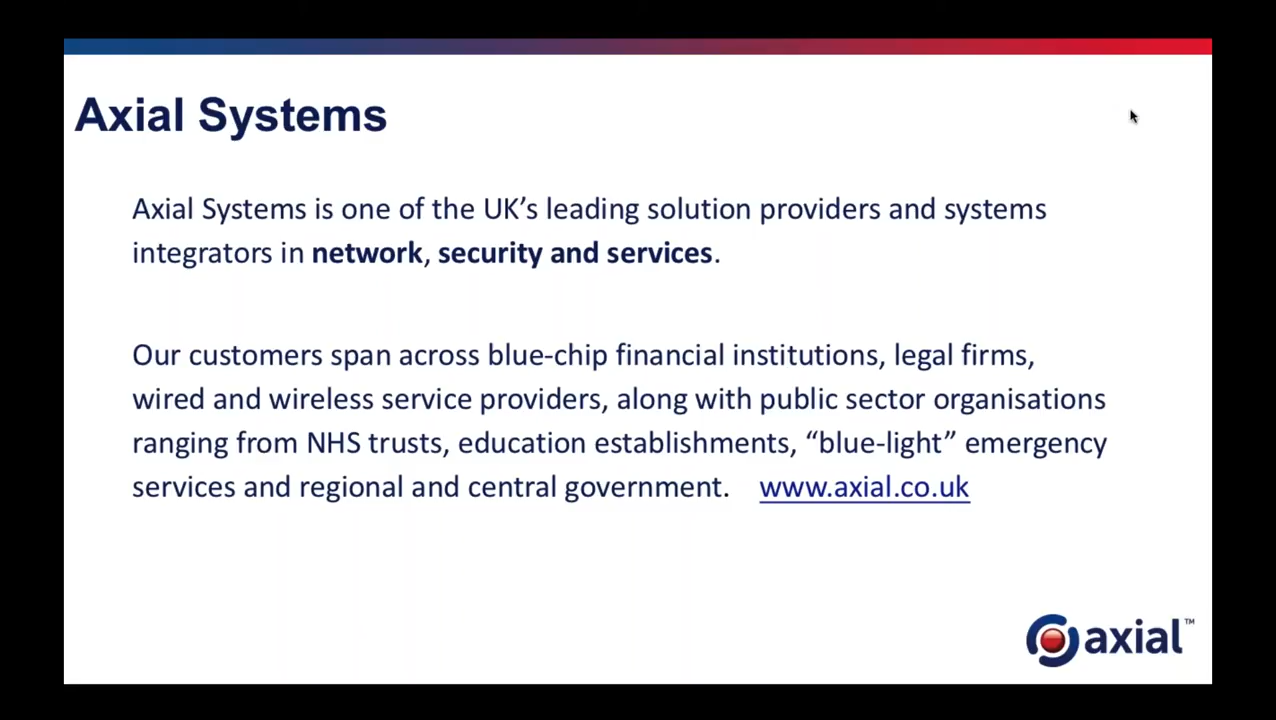 Axial Systems
Axial Systems is one of the UK’s leading solution providers and systems
integrators in network, security and services.
Our customers span across blue-chip financial institutions, legal firms,
wired and wireless service providers, along with public sector organisations
ranging from NHS trusts, education establishments, “blue-light” emergency
services and regional and central government. www.axial.co.uk
axial™